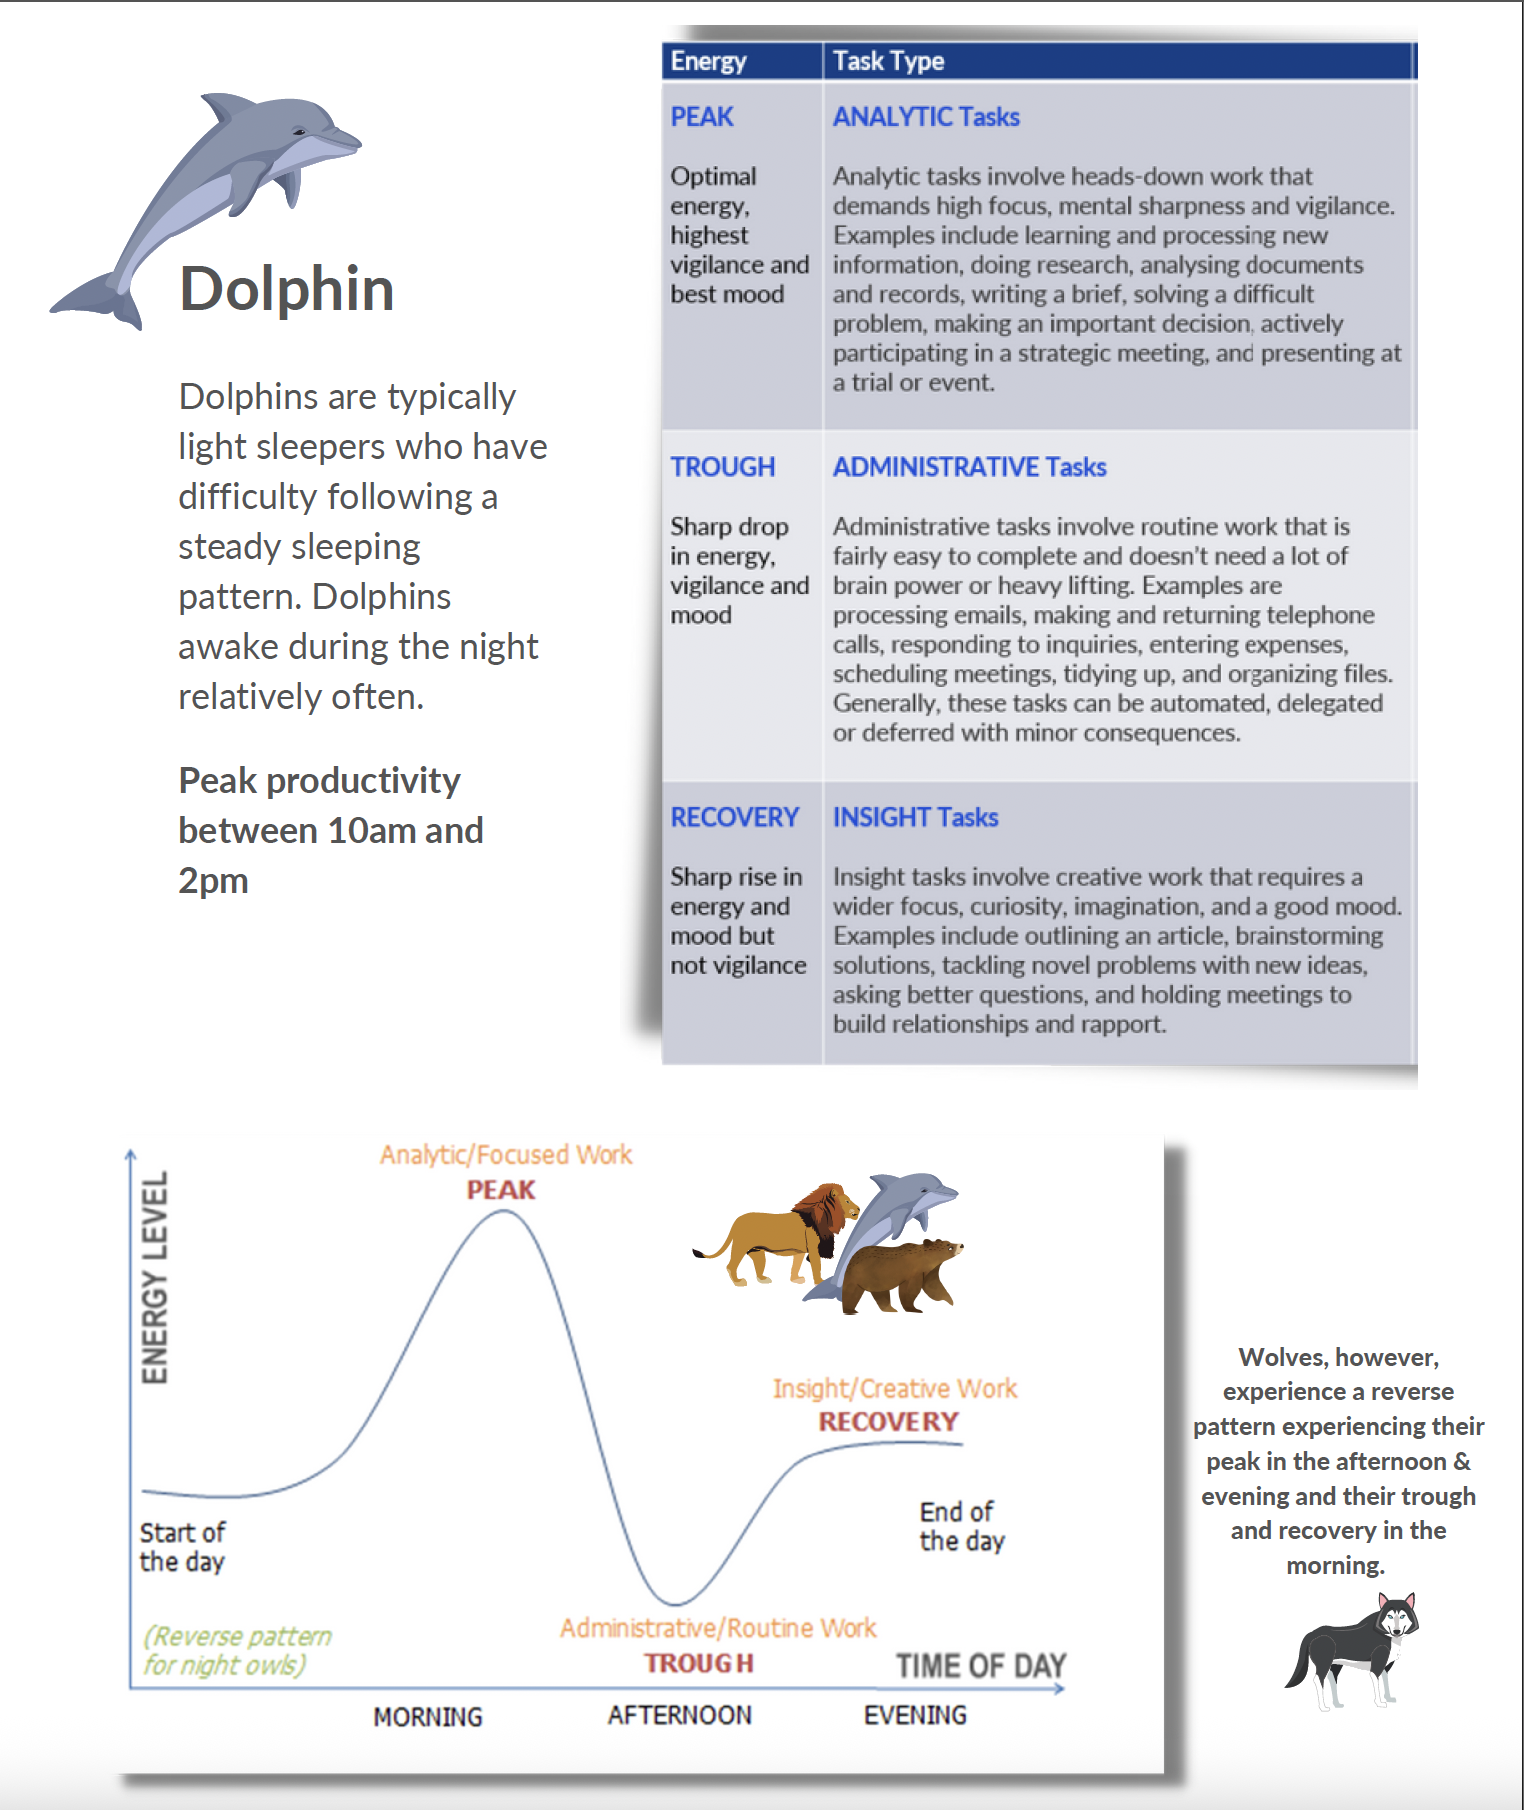 Dolphin
Dolphins are typically
light sleepers who have
difficulty following a
steady sleeping
pattern. Dolphins
awake during the night
relatively often.
Peak productivity
between 10am and
2pm
Energy Task Type
PEAK
Optimal
energy,
highest
vigilance and
best mood
ANALYTIC Tasks
Analytic tasks involve heads-down work that
demands high focus, mental sharpness and vigilance.
Examples include learning and processing new
information, doing research, analysing documents
and records, writing a brief, solving a difficult
problem, making an important decision, actively
participating in a strategic meeting, and presenting at
a trial or event.
TROUGH
Sharp drop
in energy,
vigilance and
mood
ADMINISTRATIVE Tasks
Administrative tasks involve routine work that is
fairly easy to complete and doesn't need a lot of
brain power or heavy lifting. Examples are
processing emails, making and returning telephone
calls, responding to inquiries, entering expenses,
scheduling meetings, tidying up, and organizing files.
Generally, these tasks can be automated, delegated
or deferred with minor consequences.
RECOVERY
Sharp rise in
energy and
mood but
not vigilance
INSIGHT Tasks
Insight tasks involve creative work that requires a
wider focus, curiosity, imagination, and a good mood.
Examples include outlining an article, brainstorming
solutions, tackling novel problems with new ideas,
asking better questions, and holding meetings to
build relationships and rapport.
ENERGY LEVEL
Analytic/Focused Work
PEAK
Insight/Creative Work
RECOVERY
Start of
the day
End of
the day
(Reverse pattern
for night owls)
Administrative/Routine Work
TROUGH
TIME OF DAY
MORNING
AFTERNOON
EVENING
Wolves, however,
experience a reverse
pattern experiencing their
peak in the afternoon &
evening and their trough
and recovery in the
morning.